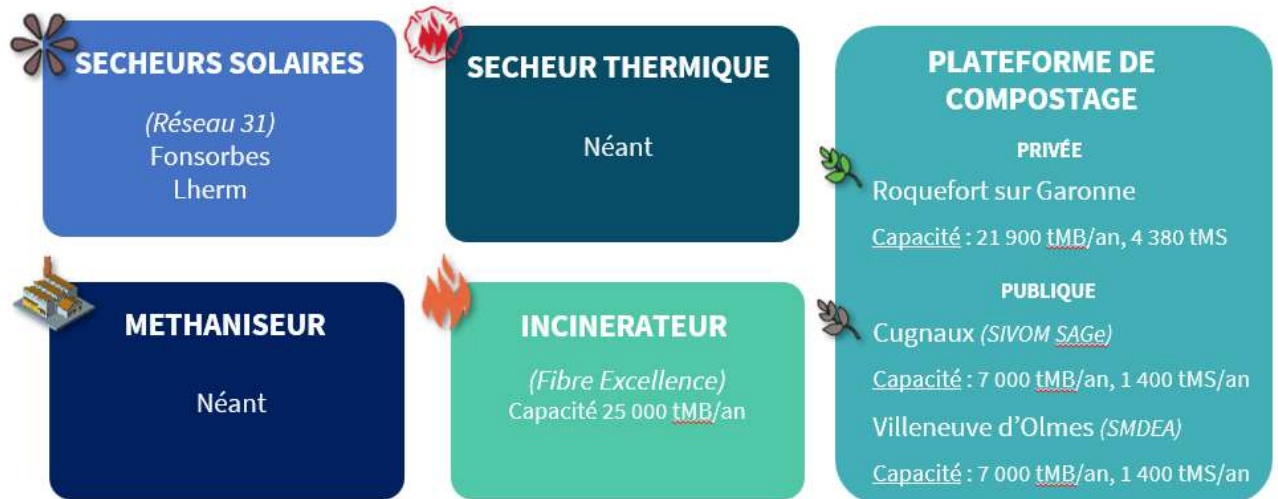 SECHEURS SOLAIRES
(Réseau 31)
Fonsorbes
Lherm
SECHEUR THERMIQUE
Néant
METHANISEUR
Néant
INCINERATEUR
(Fibre Excellence)
Capacité 25 000 tMB/an
PLATEFORME DE
COMPOSTAGE
PRIVÉE
Roquefort sur Garonne
Capacité : 21 900 tMB/an, 4 380 tMS
PUBLIQUE
Cugnaux (SIVOM SAGe)
Capacité : 7 000 tMB/an, 1 400 tMS/an
Villeneuve d’Olmes (SMDEA)
Capacité : 7 000 tMB/an, 1 400 tMS/an